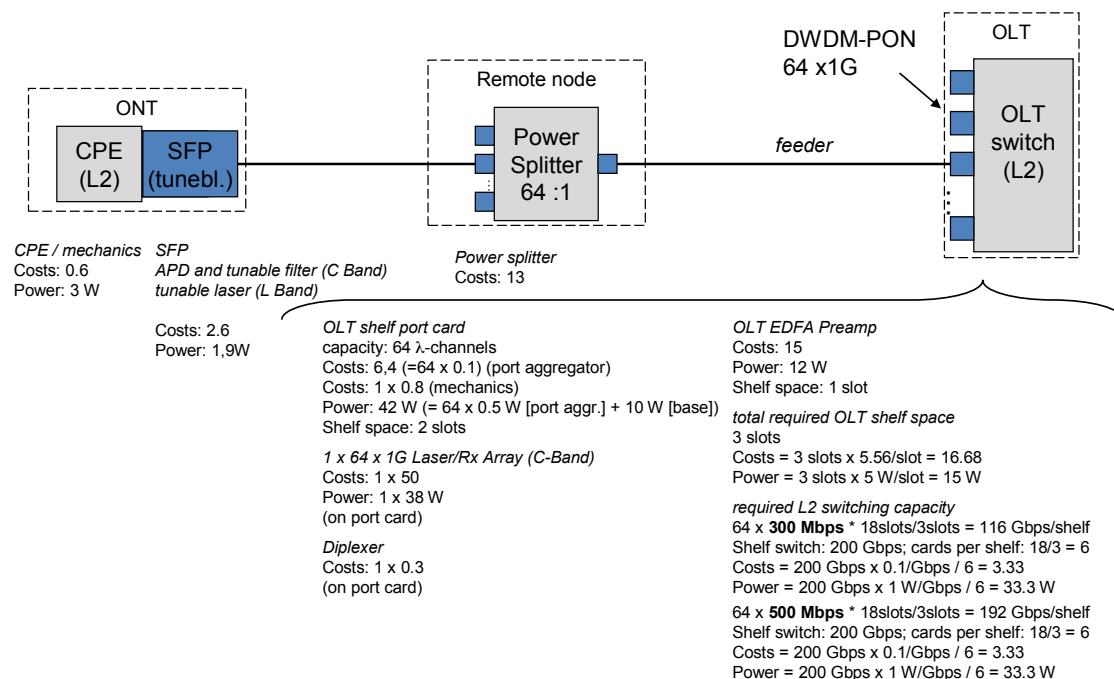 DWDM-PON
64 x1G
OLT
Remote node
ONT
CPE
(L2)
SFP
(tunebl.)
Power
Splitter
64 :1
feeder
OLT
switch
(L2)
CPE / mechanics
Costs: 0.6
Power: 3 W
SFP
APD and tunable filter (C Band)
tunable laser (L Band)
Costs: 2.6
Power: 1,9W
Power splitter
Costs: 13
OLT shelf port card
capacity: 64 λ-channels
Costs: 6,4 (=64 x 0.1) (port aggregator)
Costs: 1 x 0.8 (mechanics)
Power: 42 W (= 64 x 0.5 W [port aggr.] + 10 W [base])
Shelf space: 2 slots
1 x 64 x 1G Laser/Rx Array (C-Band)
Costs: 1 x 50
Power: 1 x 38 W
(on port card)
Diplexer
Costs: 1 x 0.3
(on port card)
OLT EDFA Preamp
Costs: 15
Power: 12 W
Shelf space: 1 slot
total required OLT shelf space
3 slots
Costs = 3 slots x 5.56/slot = 16.68
Power = 3 slots x 5 W/slot = 15 W
required L2 switching capacity
64 x 300 Mbps * 18slots/3slots = 116 Gbps/shelf
Shelf switch: 200 Gbps; cards per shelf: 18/3 = 6
Costs = 200 Gbps x 0.1/Gbps / 6 = 3.33
Power = 200 Gbps x 1 W/Gbps / 6 = 33.3 W
64 x 500 Mbps * 18slots/3slots = 192 Gbps/shelf
Shelf switch: 200 Gbps; cards per shelf: 18/3 = 6
Costs = 200 Gbps x 0.1/Gbps / 6 = 3.33
Power = 200 Gbps x 1 W/Gbps / 6 = 33.3 W